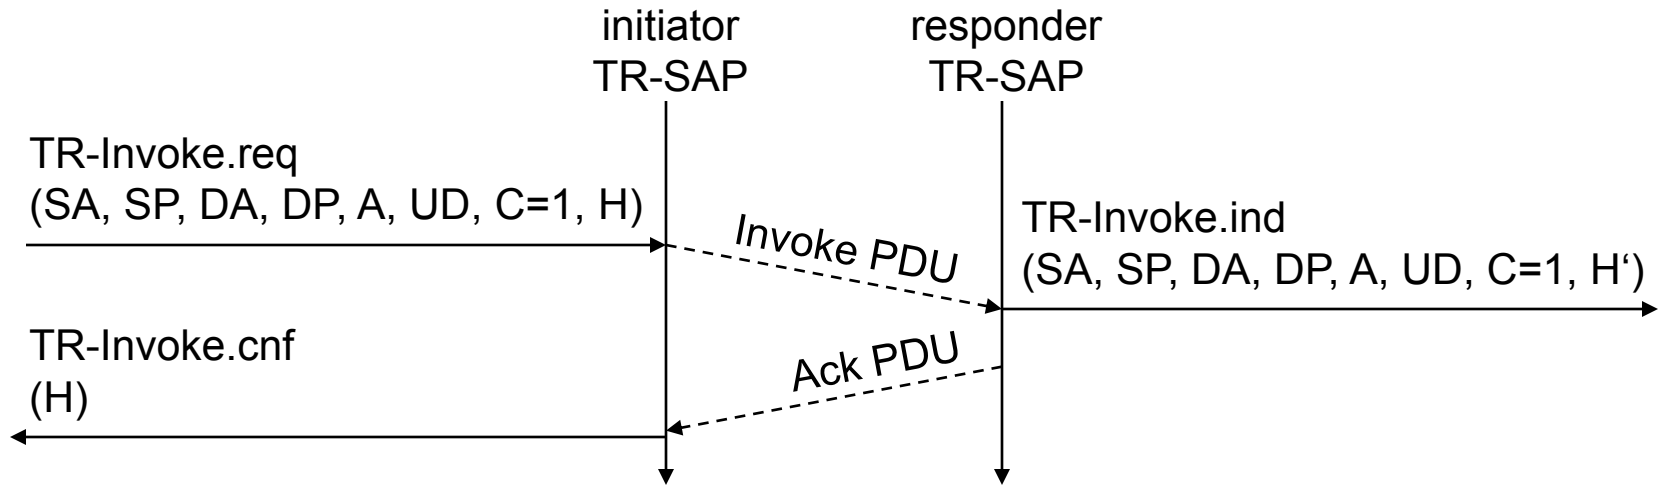 initiator
TR-SAP
responder
TR-SAP
TR-Invoke.req
(SA, SP, DA, DP, A, UD, C=1, H)
Invoke PDU
TR-Invoke.ind
(SA, SP, DA, DP, A, UD, C=1, H‘)
TR-Invoke.cnf
(H)
Ack PDU